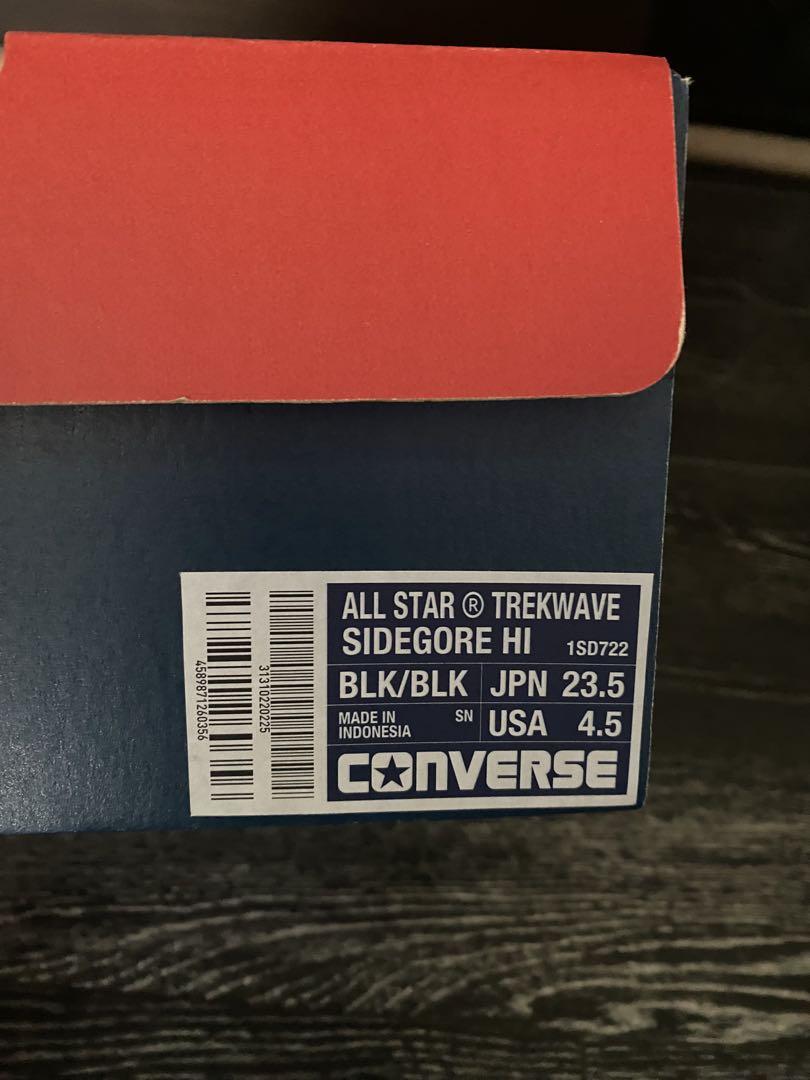 ALL STAR ® TREKWAVE
SIDEGORE HI 1SD722
BLK/BLK JPN 23.5
MADE IN INDONESIA SN USA 4.5
CONVERSE
4589871260356
31310220225